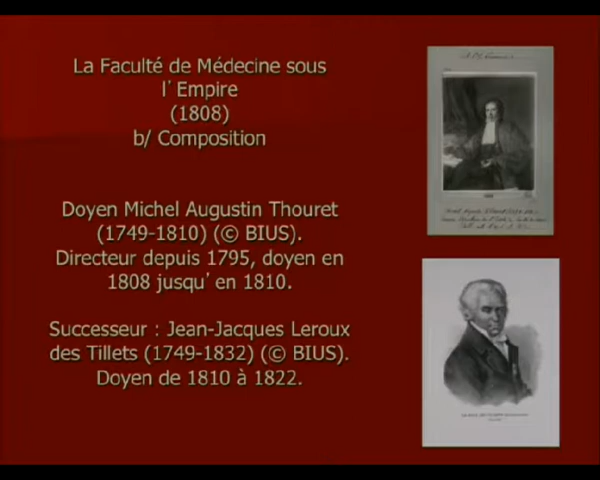 La Faculté de Médecine sous
l'Empire
(1808)
b/ Composition
Doyen Michel Augustin Thouret
(1749-1810) (© BIUS).
Directeur depuis 1795, doyen en
1808 jusqu'en 1810.
Successeur : Jean-Jacques Leroux
des Tillets (1749-1832) (© BIUS).
Doyen de 1810 à 1822.